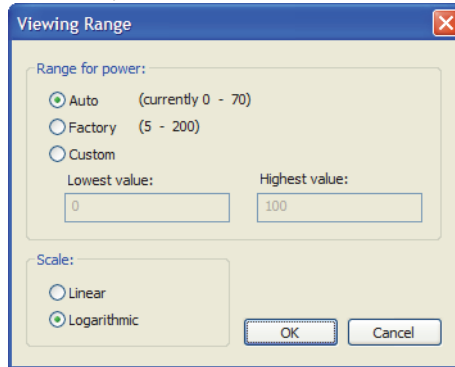 Viewing Range
Range for power:
Auto (currently 0 - 70)
Factory (5 - 200)
Custom
Lowest value: Highest value:
0 100
Scale:
Linear
Logarithmic
OK Cancel